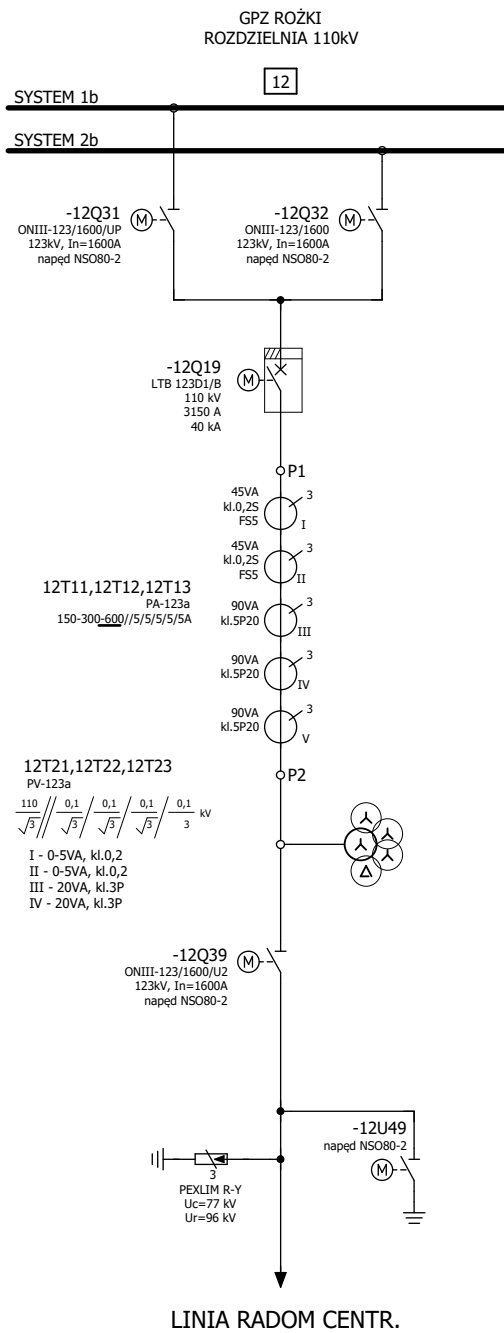 GPZ ROŻKI
ROZDZIELNIA 110kV
12
SYSTEM 1b
SYSTEM 2b
-12Q31
ONIII-123/1600/UP
123kV, In=1600A
napęd NSO80-2
M
-12Q32
ONIII-123/1600
123kV, In=1600A
napęd NSO80-2
M
-12Q19
LTB 123D1/B
110 kV
3150 A
40 kA
M
P1
45VA
kl.0,2S
FS5
3
I
45VA
kl.0,2S
FS5
3
II
12T11,12T12,12T13
PA-123a
150-300-600//5/5/5/5/5A
90VA
kl.5P20
3
III
90VA
kl.5P20
3
IV
90VA
kl.5P20
3
V
P2
12T21,12T22,12T23
PV-123a
110/√3 // 0,1/√3 / 0,1/√3 / 0,1/√3 / 0,1/3 kV
I - 0-5VA, kl.0,2
II - 0-5VA, kl.0,2
III - 20VA, kl.3P
IV - 20VA, kl.3P
-12Q39
ONIII-123/1600/U2
123kV, In=1600A
napęd NSO80-2
M
-12U49
napęd NSO80-2
M
3
PEXLIM R-Y
Uc=77 kV
Ur=96 kV
LINIA RADOM CENTR.